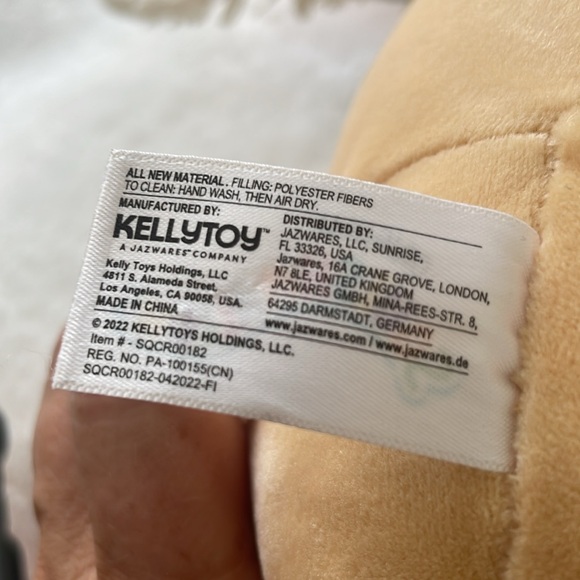 ALL NEW MATERIAL. FILLING: POLYESTER FIBERS
TO CLEAN: HAND WASH, THEN AIR DRY.
MANUFACTURED BY:
KELLYTOY™
A JAZWARES COMPANY
Kelly Toys Holdings, LLC
4811 S. Alameda Street,
Los Angeles, CA 90058, USA.
MADE IN CHINA
DISTRIBUTED BY:
JAZWARES, LLC, SUNRISE,
FL 33326, USA
Jazwares, 16A CRANE GROVE, LONDON,
N7 8LE, UNITED KINGDOM
JAZWARES GMBH, MINA-REES-STR. 8,
64295 DARMSTADT, GERMANY
www.jazwares.com / www.jazwares.de
© 2022 KELLYTOYS HOLDINGS, LLC.
Item # - SQCR00182
REG. NO. PA-100155(CN)
SQCR00182-042022-FI